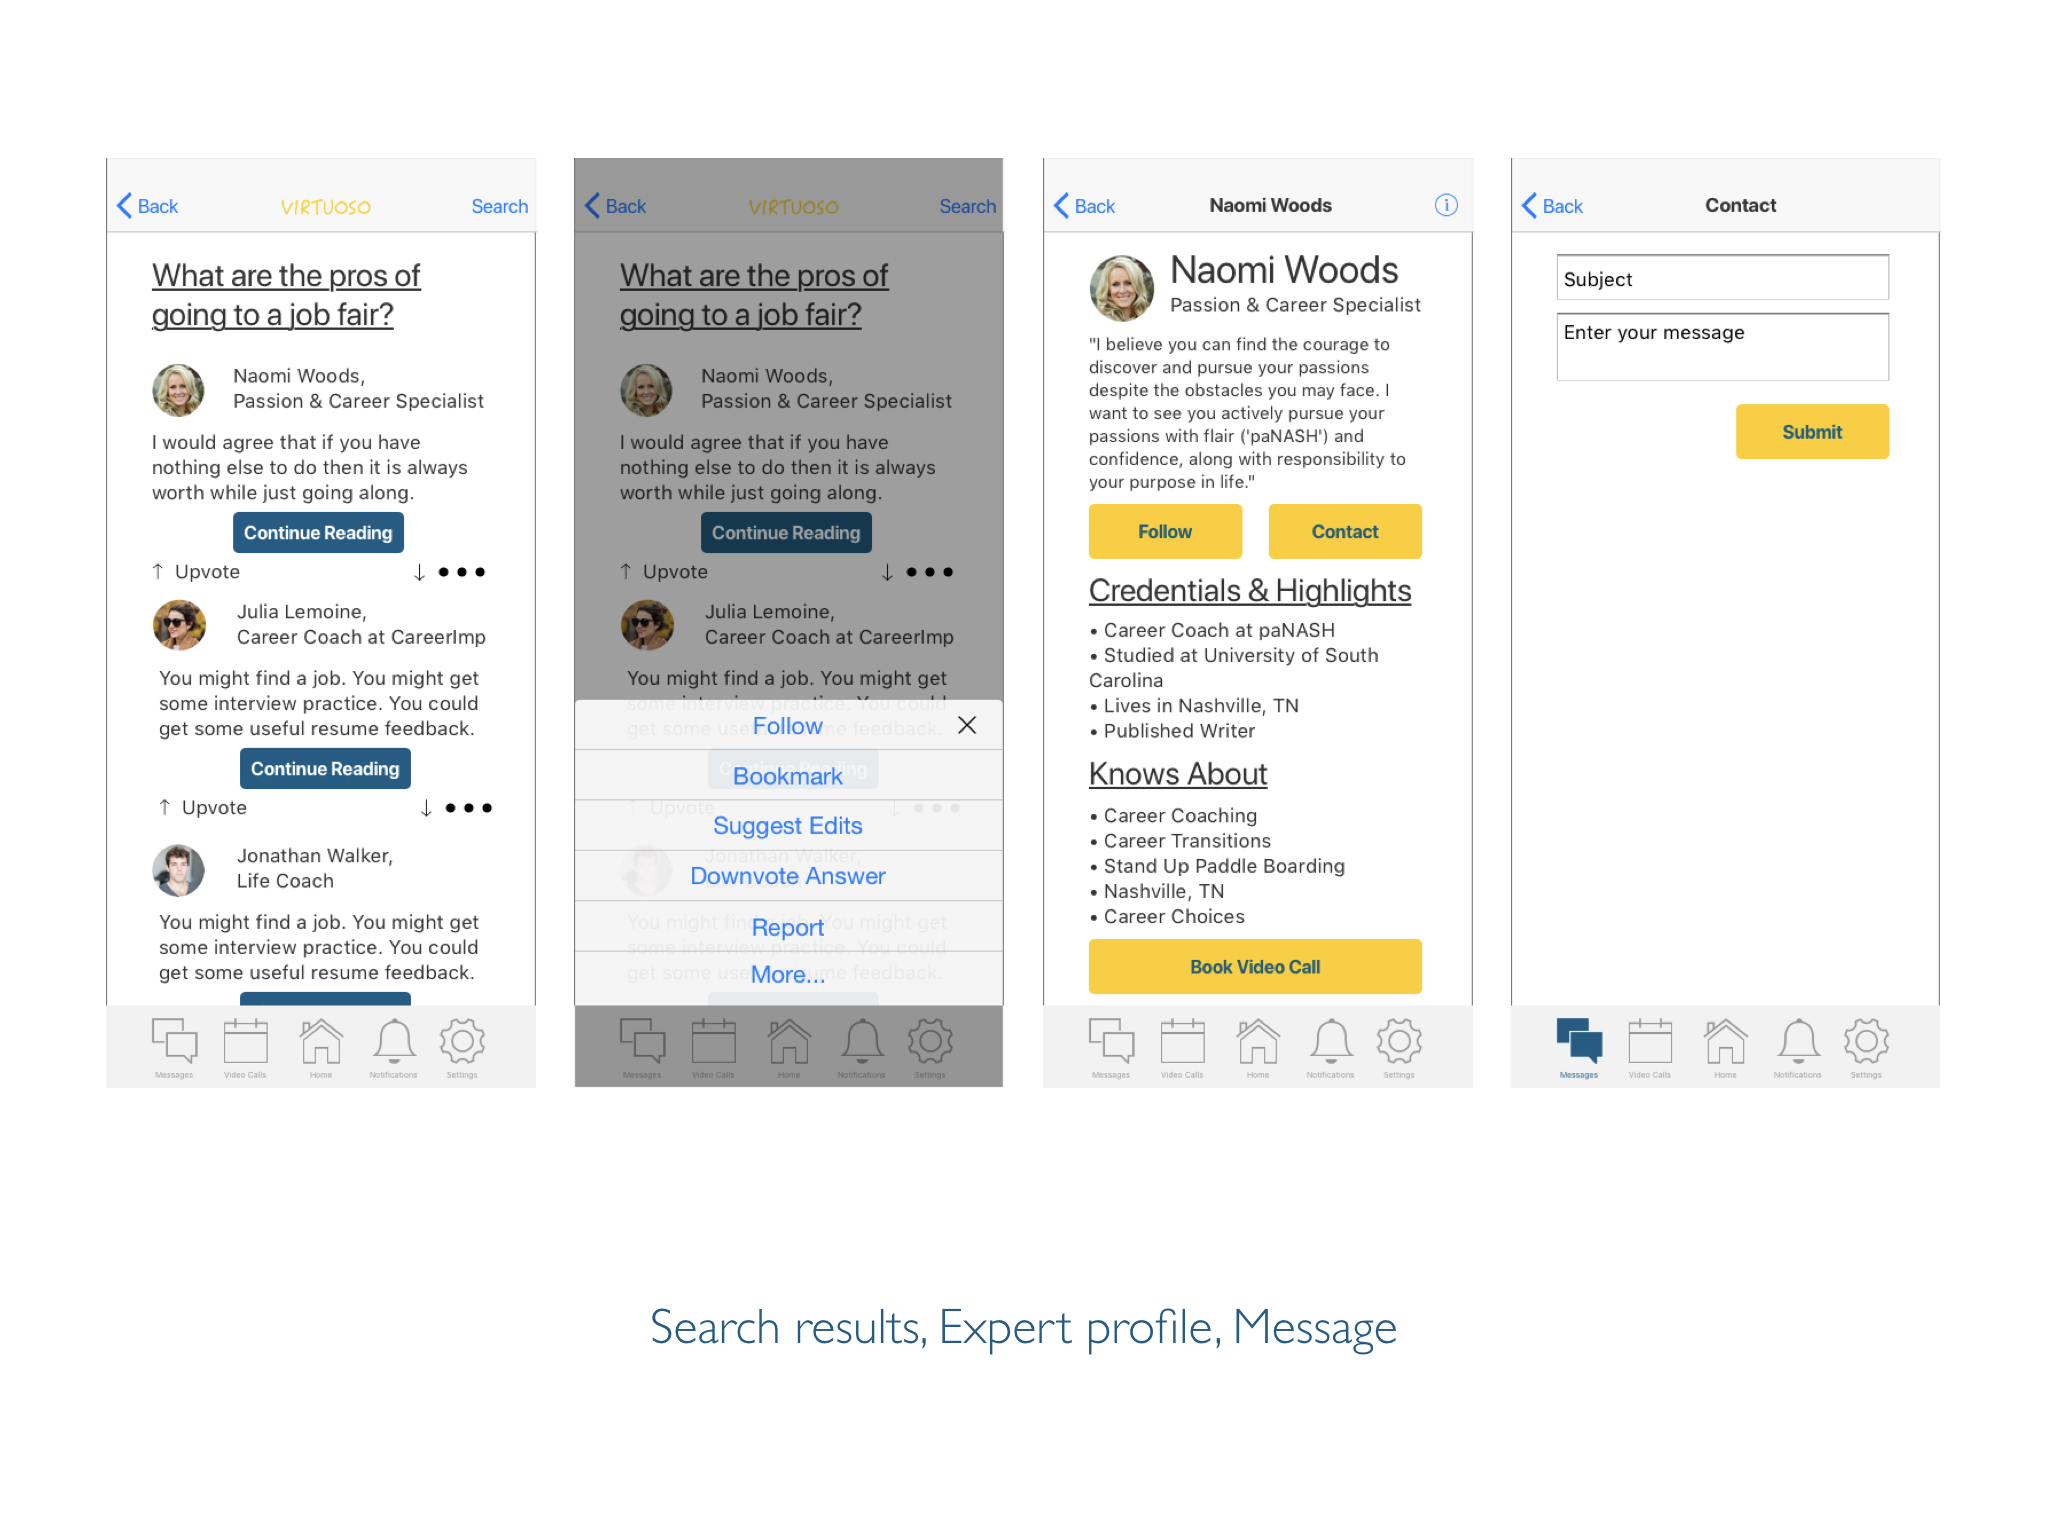 Back
VIRTUOSO
Search
What are the pros of
going to a job fair?
Naomi Woods,
Passion & Career Specialist
I would agree that if you have
nothing else to do then it is always
worth while just going along.
Continue Reading
↑ Upvote
↓ •••
Julia Lemoine,
Career Coach at CareerImp
You might find a job. You might get
some interview practice. You could
get some useful resume feedback.
Continue Reading
↑ Upvote
↓ •••
Jonathan Walker,
Life Coach
You might find a job. You might get
some interview practice. You could
get some useful resume feedback.
Messages
Video Calls
Home
Notifications
Settings
Back
VIRTUOSO
Search
What are the pros of
going to a job fair?
Naomi Woods,
Passion & Career Specialist
I would agree that if you have
nothing else to do then it is always
worth while just going along.
Continue Reading
↑ Upvote
↓ •••
Julia Lemoine,
Career Coach at CareerImp
You might find a job. You might get
Follow
Bookmark
Suggest Edits
Downvote Answer
Report
More...
Messages
Video Calls
Home
Notifications
Settings
Back
Naomi Woods
Naomi Woods
Passion & Career Specialist
"I believe you can find the courage to
discover and pursue your passions
despite the obstacles you may face. I
want to see you actively pursue your
passions with flair ('paNASH') and
confidence, along with responsibility to
your purpose in life."
Follow
Contact
Credentials & Highlights
• Career Coach at paNASH
• Studied at University of South
Carolina
• Lives in Nashville, TN
• Published Writer
Knows About
• Career Coaching
• Career Transitions
• Stand Up Paddle Boarding
• Nashville, TN
• Career Choices
Book Video Call
Messages
Video Calls
Home
Notifications
Settings
Back
Contact
Subject
Enter your message
Submit
Messages
Video Calls
Home
Notifications
Settings
Search results, Expert profile, Message